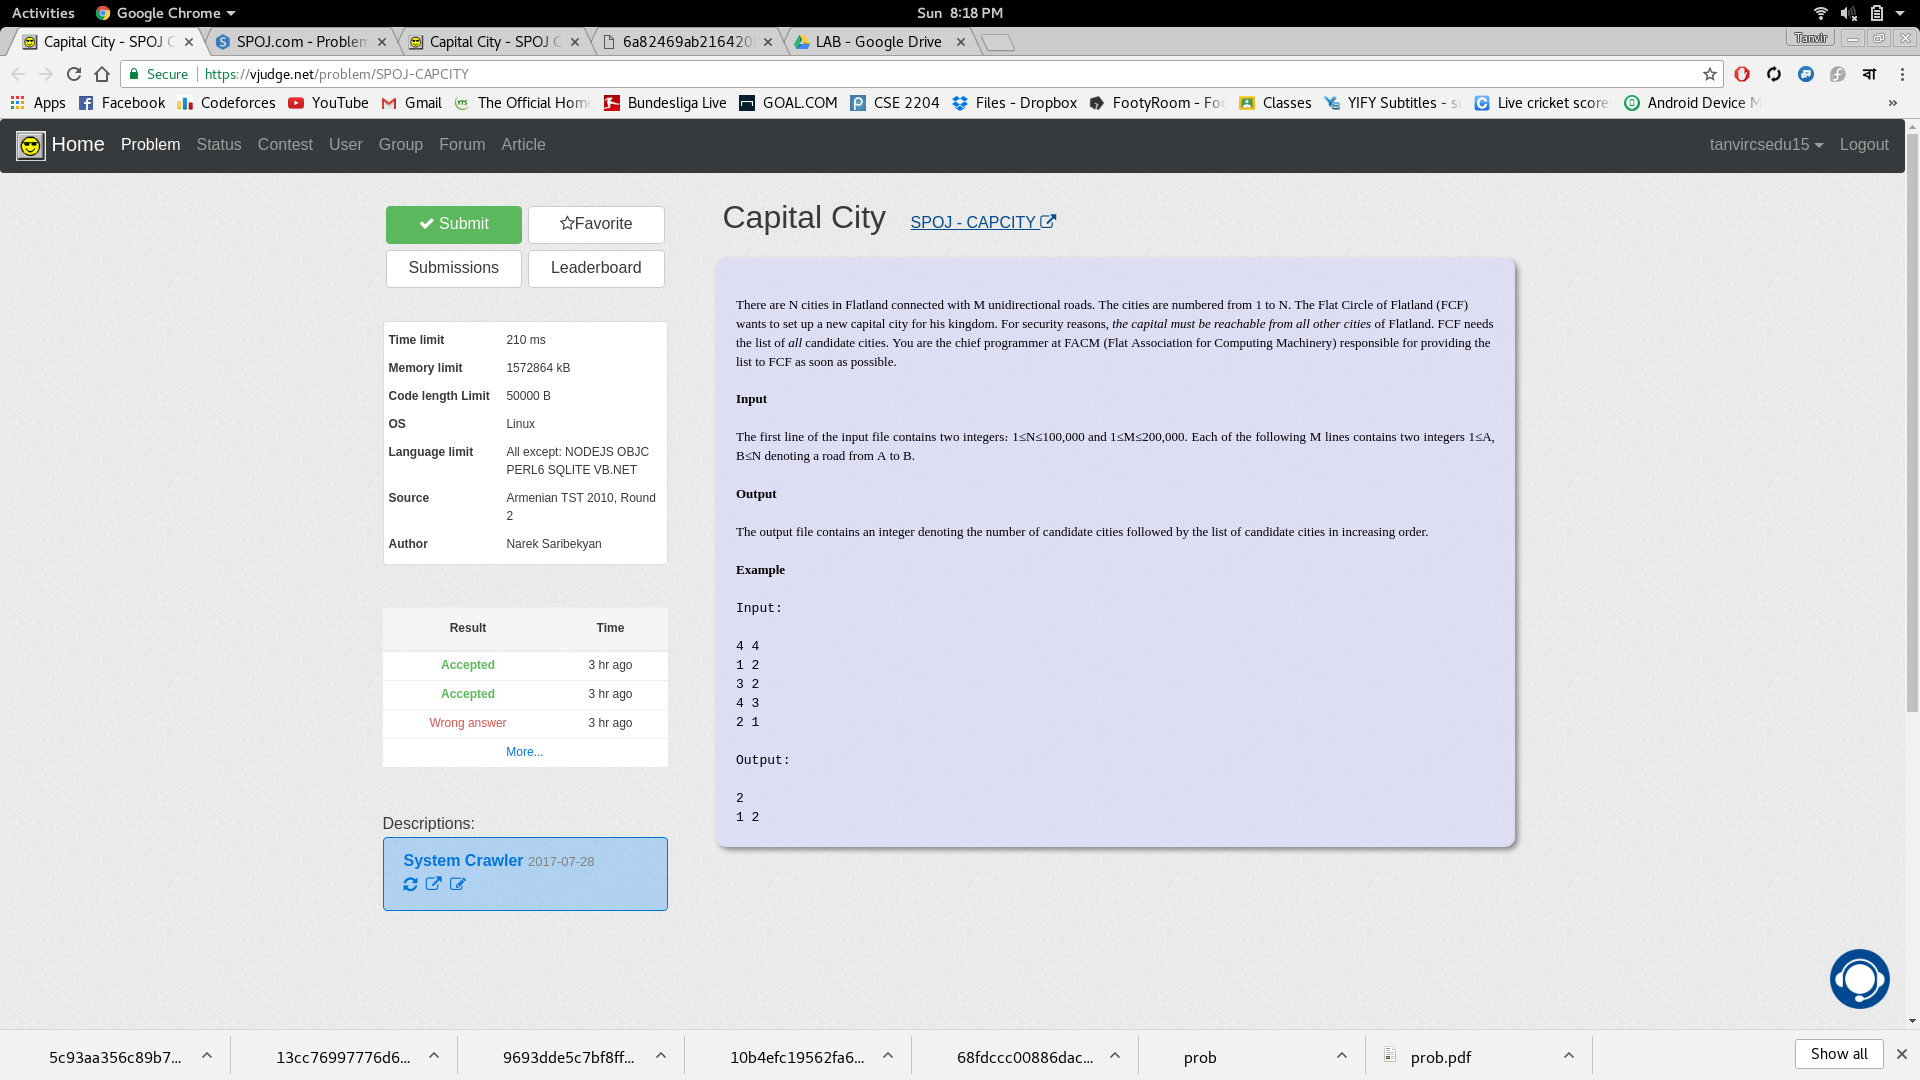 Activities Google Chrome Sun 8:18 PM
Capital City - SPOJ C SPOJ.com - Problem Capital City - SPOJ C 6a82469ab216420 LAB - Google Drive Tanvir
Secure https://vjudge.net/problem/SPOJ-CAPCITY বা
Apps Facebook Codeforces YouTube Gmail The Official Home Bundesliga Live GOAL.COM CSE 2204 Files - Dropbox FootyRoom - Fo Classes YIFY Subtitles - s Live cricket score Android Device M »
Home Problem Status Contest User Group Forum Article tanvircsedu15 Logout
Submit Favorite
Submissions Leaderboard
Time limit 210 ms
Memory limit 1572864 kB
Code length Limit 50000 B
OS Linux
Language limit All except: NODEJS OBJC
PERL6 SQLITE VB.NET
Source Armenian TST 2010, Round
2
Author Narek Saribekyan
Result Time
Accepted 3 hr ago
Accepted 3 hr ago
Wrong answer 3 hr ago
More...
Descriptions:
System Crawler 2017-07-28
Capital City SPOJ - CAPCITY
There are N cities in Flatland connected with M unidirectional roads. The cities are numbered from 1 to N. The Flat Circle of Flatland (FCF)
wants to set up a new capital city for his kingdom. For security reasons, the capital must be reachable from all other cities of Flatland. FCF needs
the list of all candidate cities. You are the chief programmer at FACM (Flat Association for Computing Machinery) responsible for providing the
list to FCF as soon as possible.
Input
The first line of the input file contains two integers: 1≤N≤100,000 and 1≤M≤200,000. Each of the following M lines contains two integers 1≤A,
B≤N denoting a road from A to B.
Output
The output file contains an integer denoting the number of candidate cities followed by the list of candidate cities in increasing order.
Example
Input:
4 4
1 2
3 2
4 3
2 1
Output:
2
1 2
5c93aa356c89b7... 13cc76997776d6... 9693dde5c7bf8ff... 10b4efc19562fa6... 68fdccc00886dac... prob prob.pdf Show all